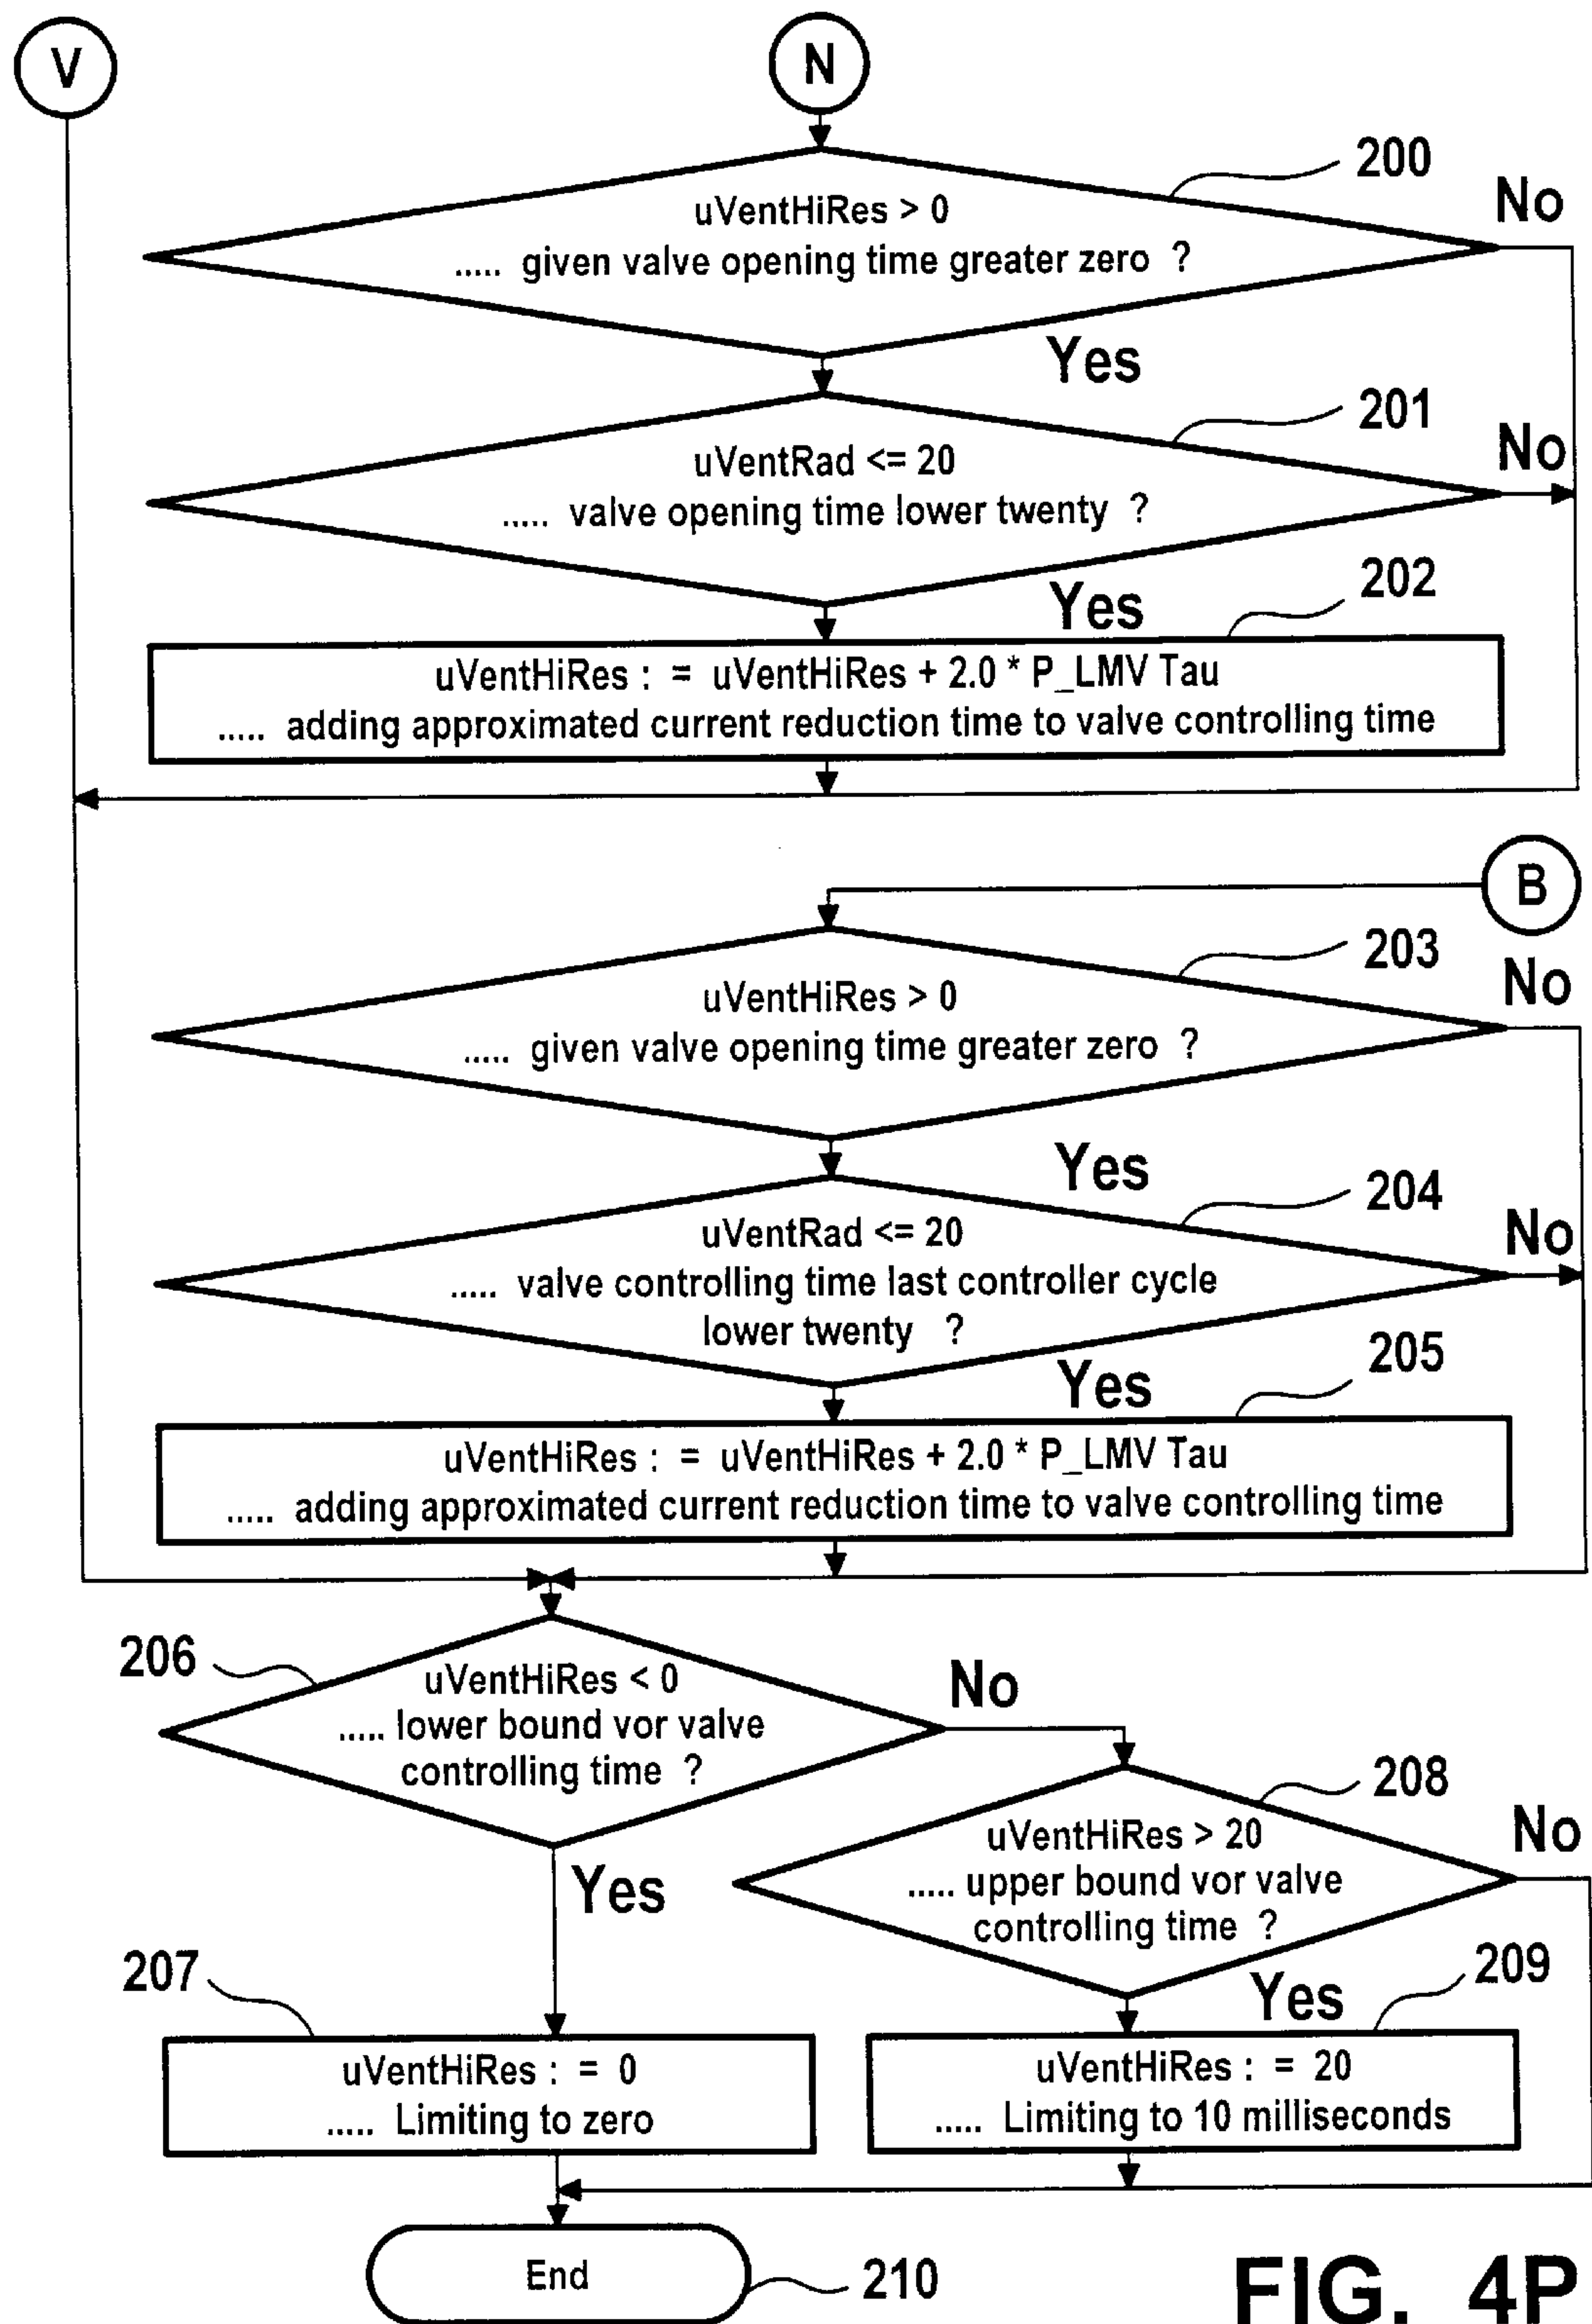 V
N
200
No
uVentHiRes > 0
..... given valve opening time greater zero ?
Yes
201
No
uVentRad <= 20
..... valve opening time lower twenty ?
Yes
202
uVentHiRes : = uVentHiRes + 2.0 * P_LMV Tau
..... adding approximated current reduction time to valve controlling time
B
203
No
uVentHiRes > 0
..... given valve opening time greater zero ?
Yes
204
No
uVentRad <= 20
..... valve controlling time last controller cycle
lower twenty ?
Yes
205
uVentHiRes : = uVentHiRes + 2.0 * P_LMV Tau
..... adding approximated current reduction time to valve controlling time
206
uVentHiRes < 0
..... lower bound vor valve
controlling time ?
No
Yes
208
No
uVentHiRes > 20
..... upper bound vor valve
controlling time ?
Yes
207
uVentHiRes : = 0
..... Limiting to zero
209
uVentHiRes : = 20
..... Limiting to 10 milliseconds
End
210
FIG. 4P